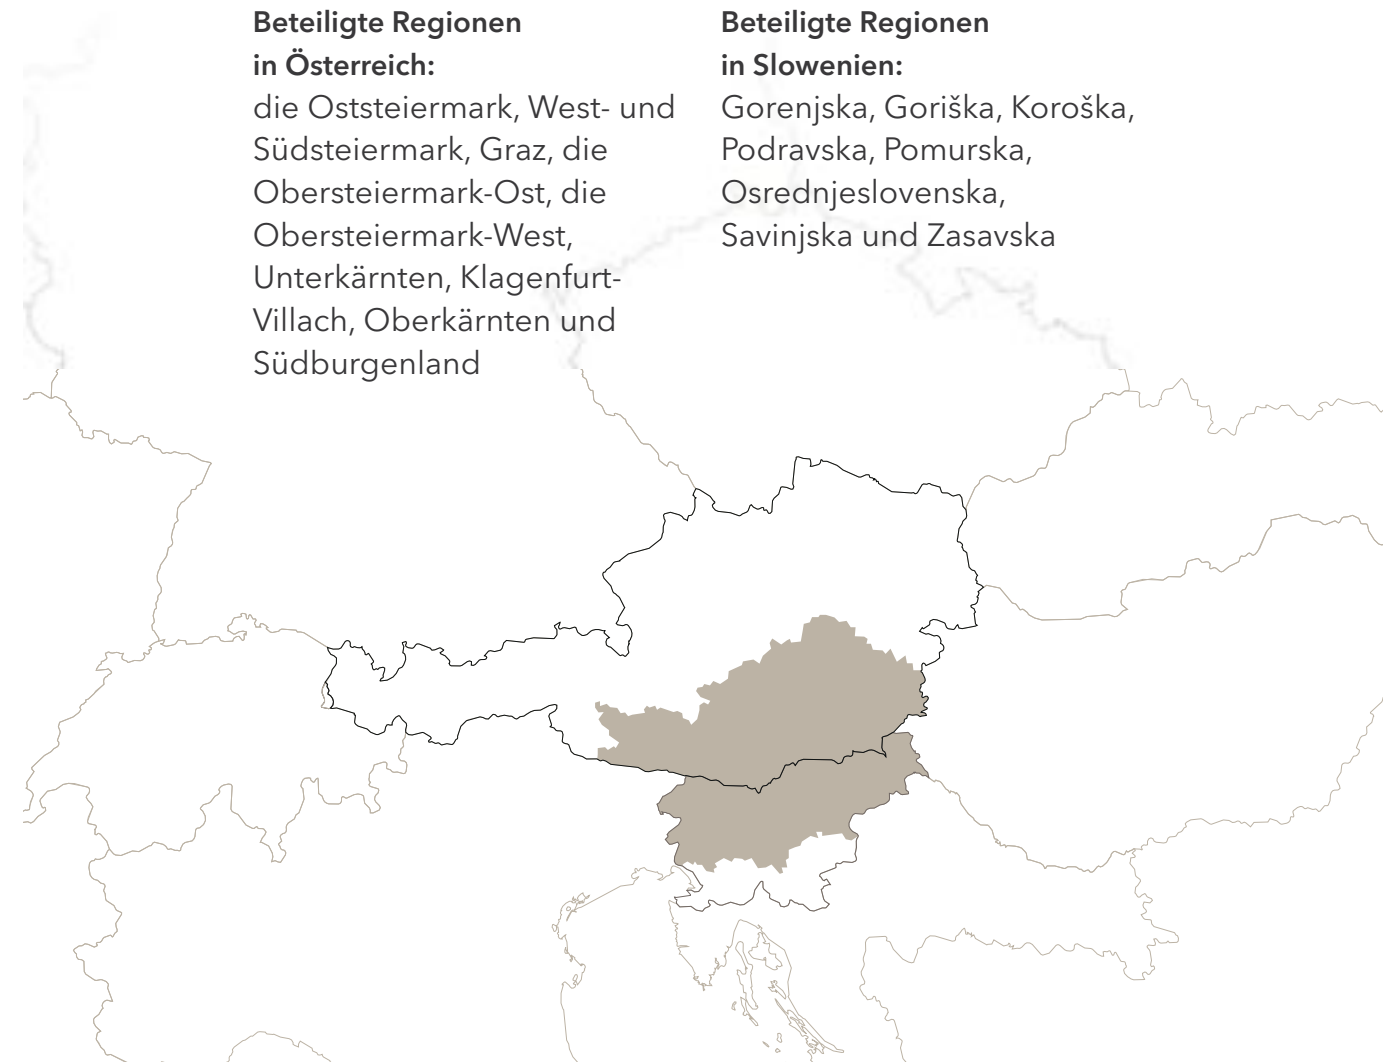 Beteiligte Regionen
in Österreich:
die Oststeiermark, West- und
Südsteiermark, Graz, die
Obersteiermark-Ost, die
Obersteiermark-West,
Unterkärnten, Klagenfurt-
Villach, Oberkärnten und
Südburgenland
Beteiligte Regionen
in Slowenien:
Gorenjska, Goriška, Koroška,
Podravska, Pomurska,
Osrednjeslovenska,
Savinjska und Zasavska